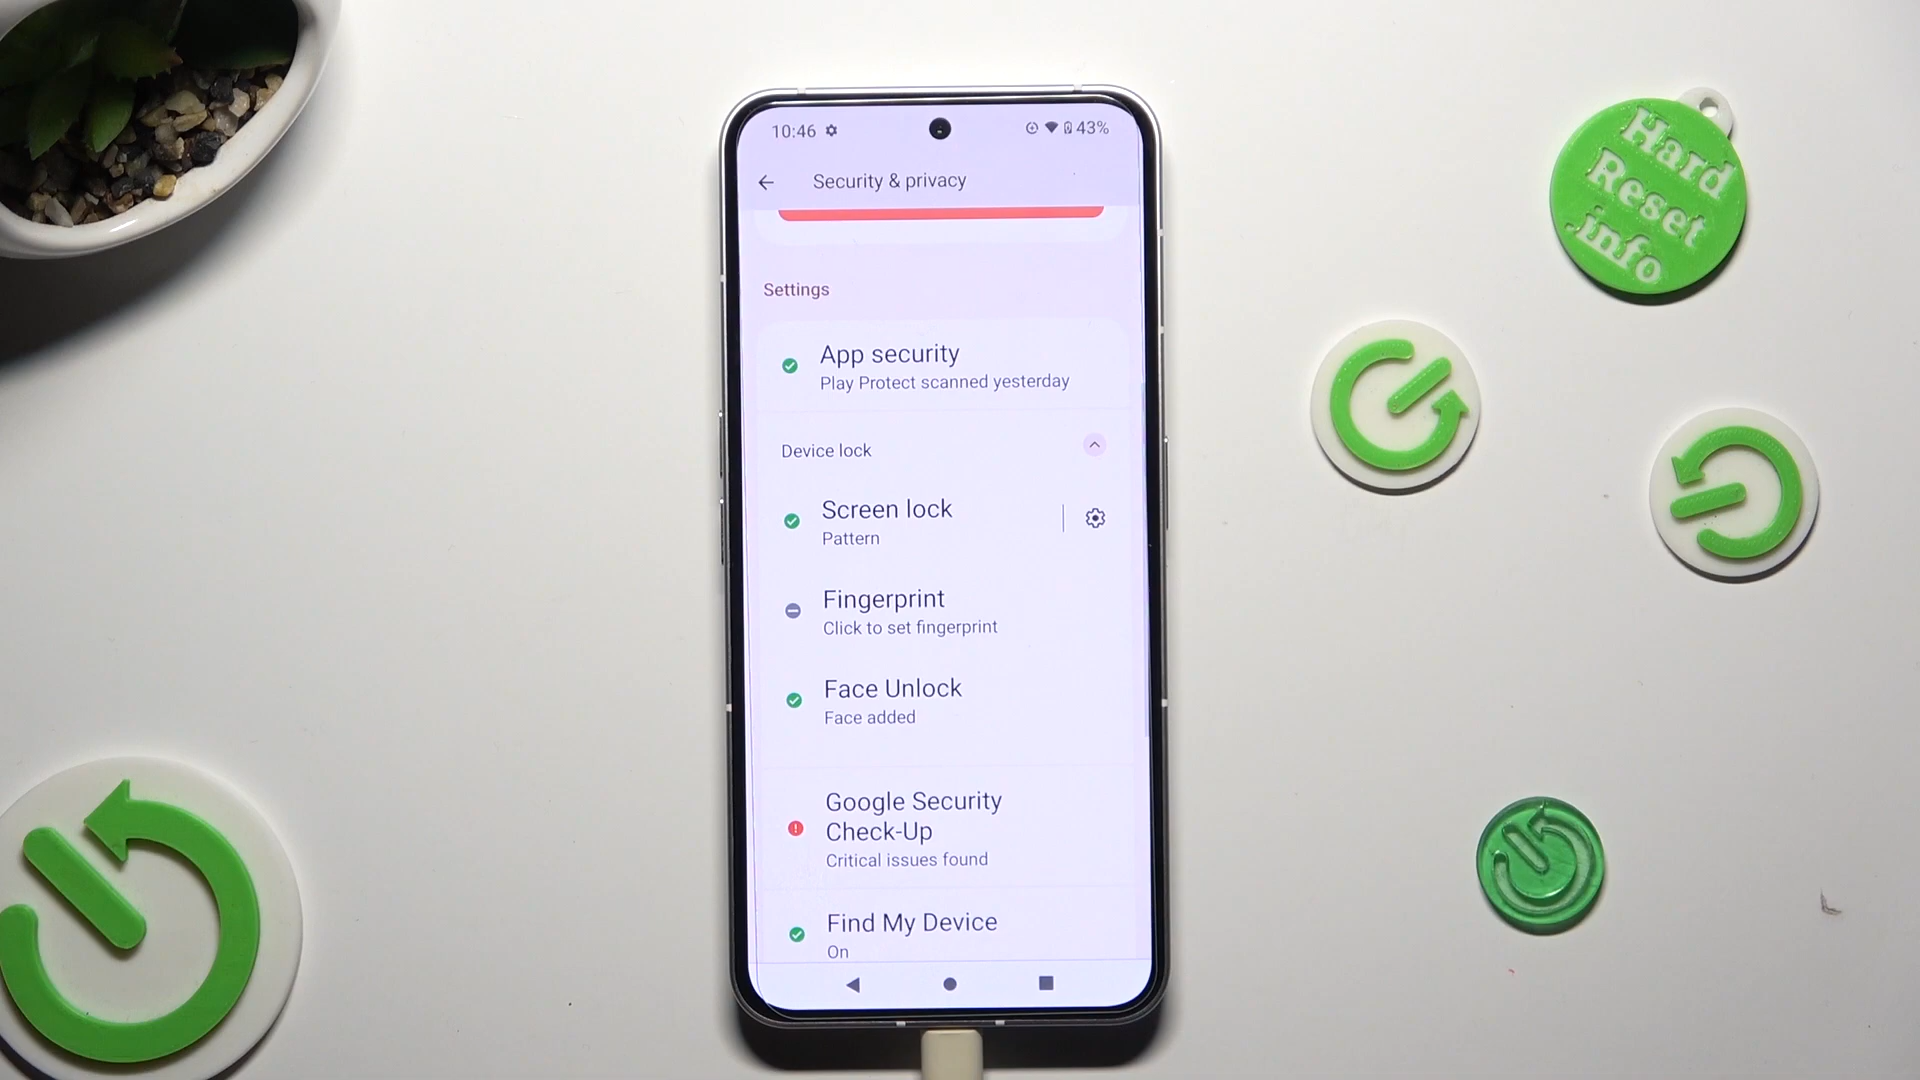 10:46
43%
Security & privacy
Settings
App security
Play Protect scanned yesterday
Device lock
Screen lock
Pattern
Fingerprint
Click to set fingerprint
Face Unlock
Face added
Google Security
Check-Up
Critical issues found
Find My Device
On
Hard
Reset
.info